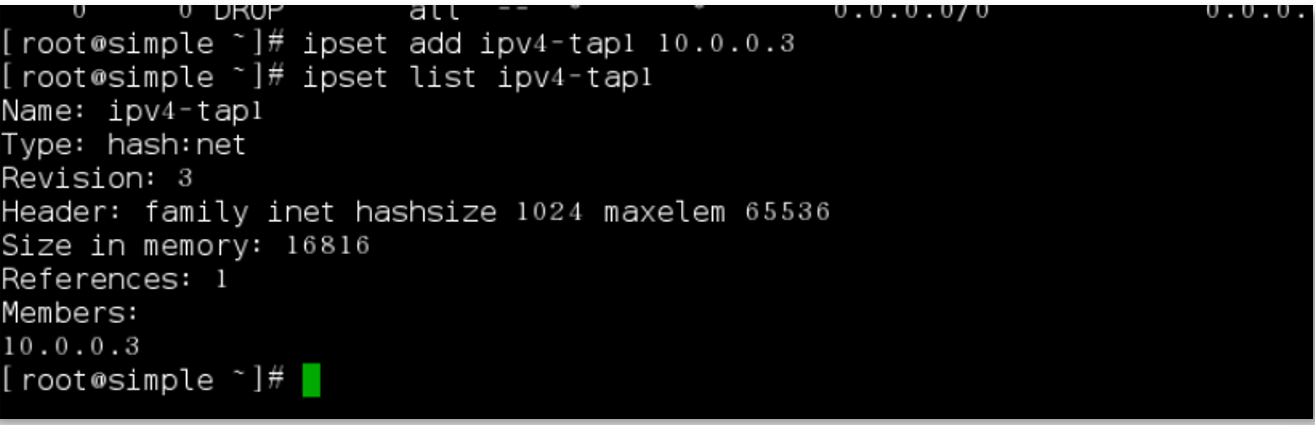 0 0 DROP all -- * * 0.0.0.0/0 0.0.0.
[root@simple ~]# ipset add ipv4-tap1 10.0.0.3
[root@simple ~]# ipset list ipv4-tap1
Name: ipv4-tap1
Type: hash:net
Revision: 3
Header: family inet hashsize 1024 maxelem 65536
Size in memory: 16816
References: 1
Members:
10.0.0.3
[root@simple ~]#